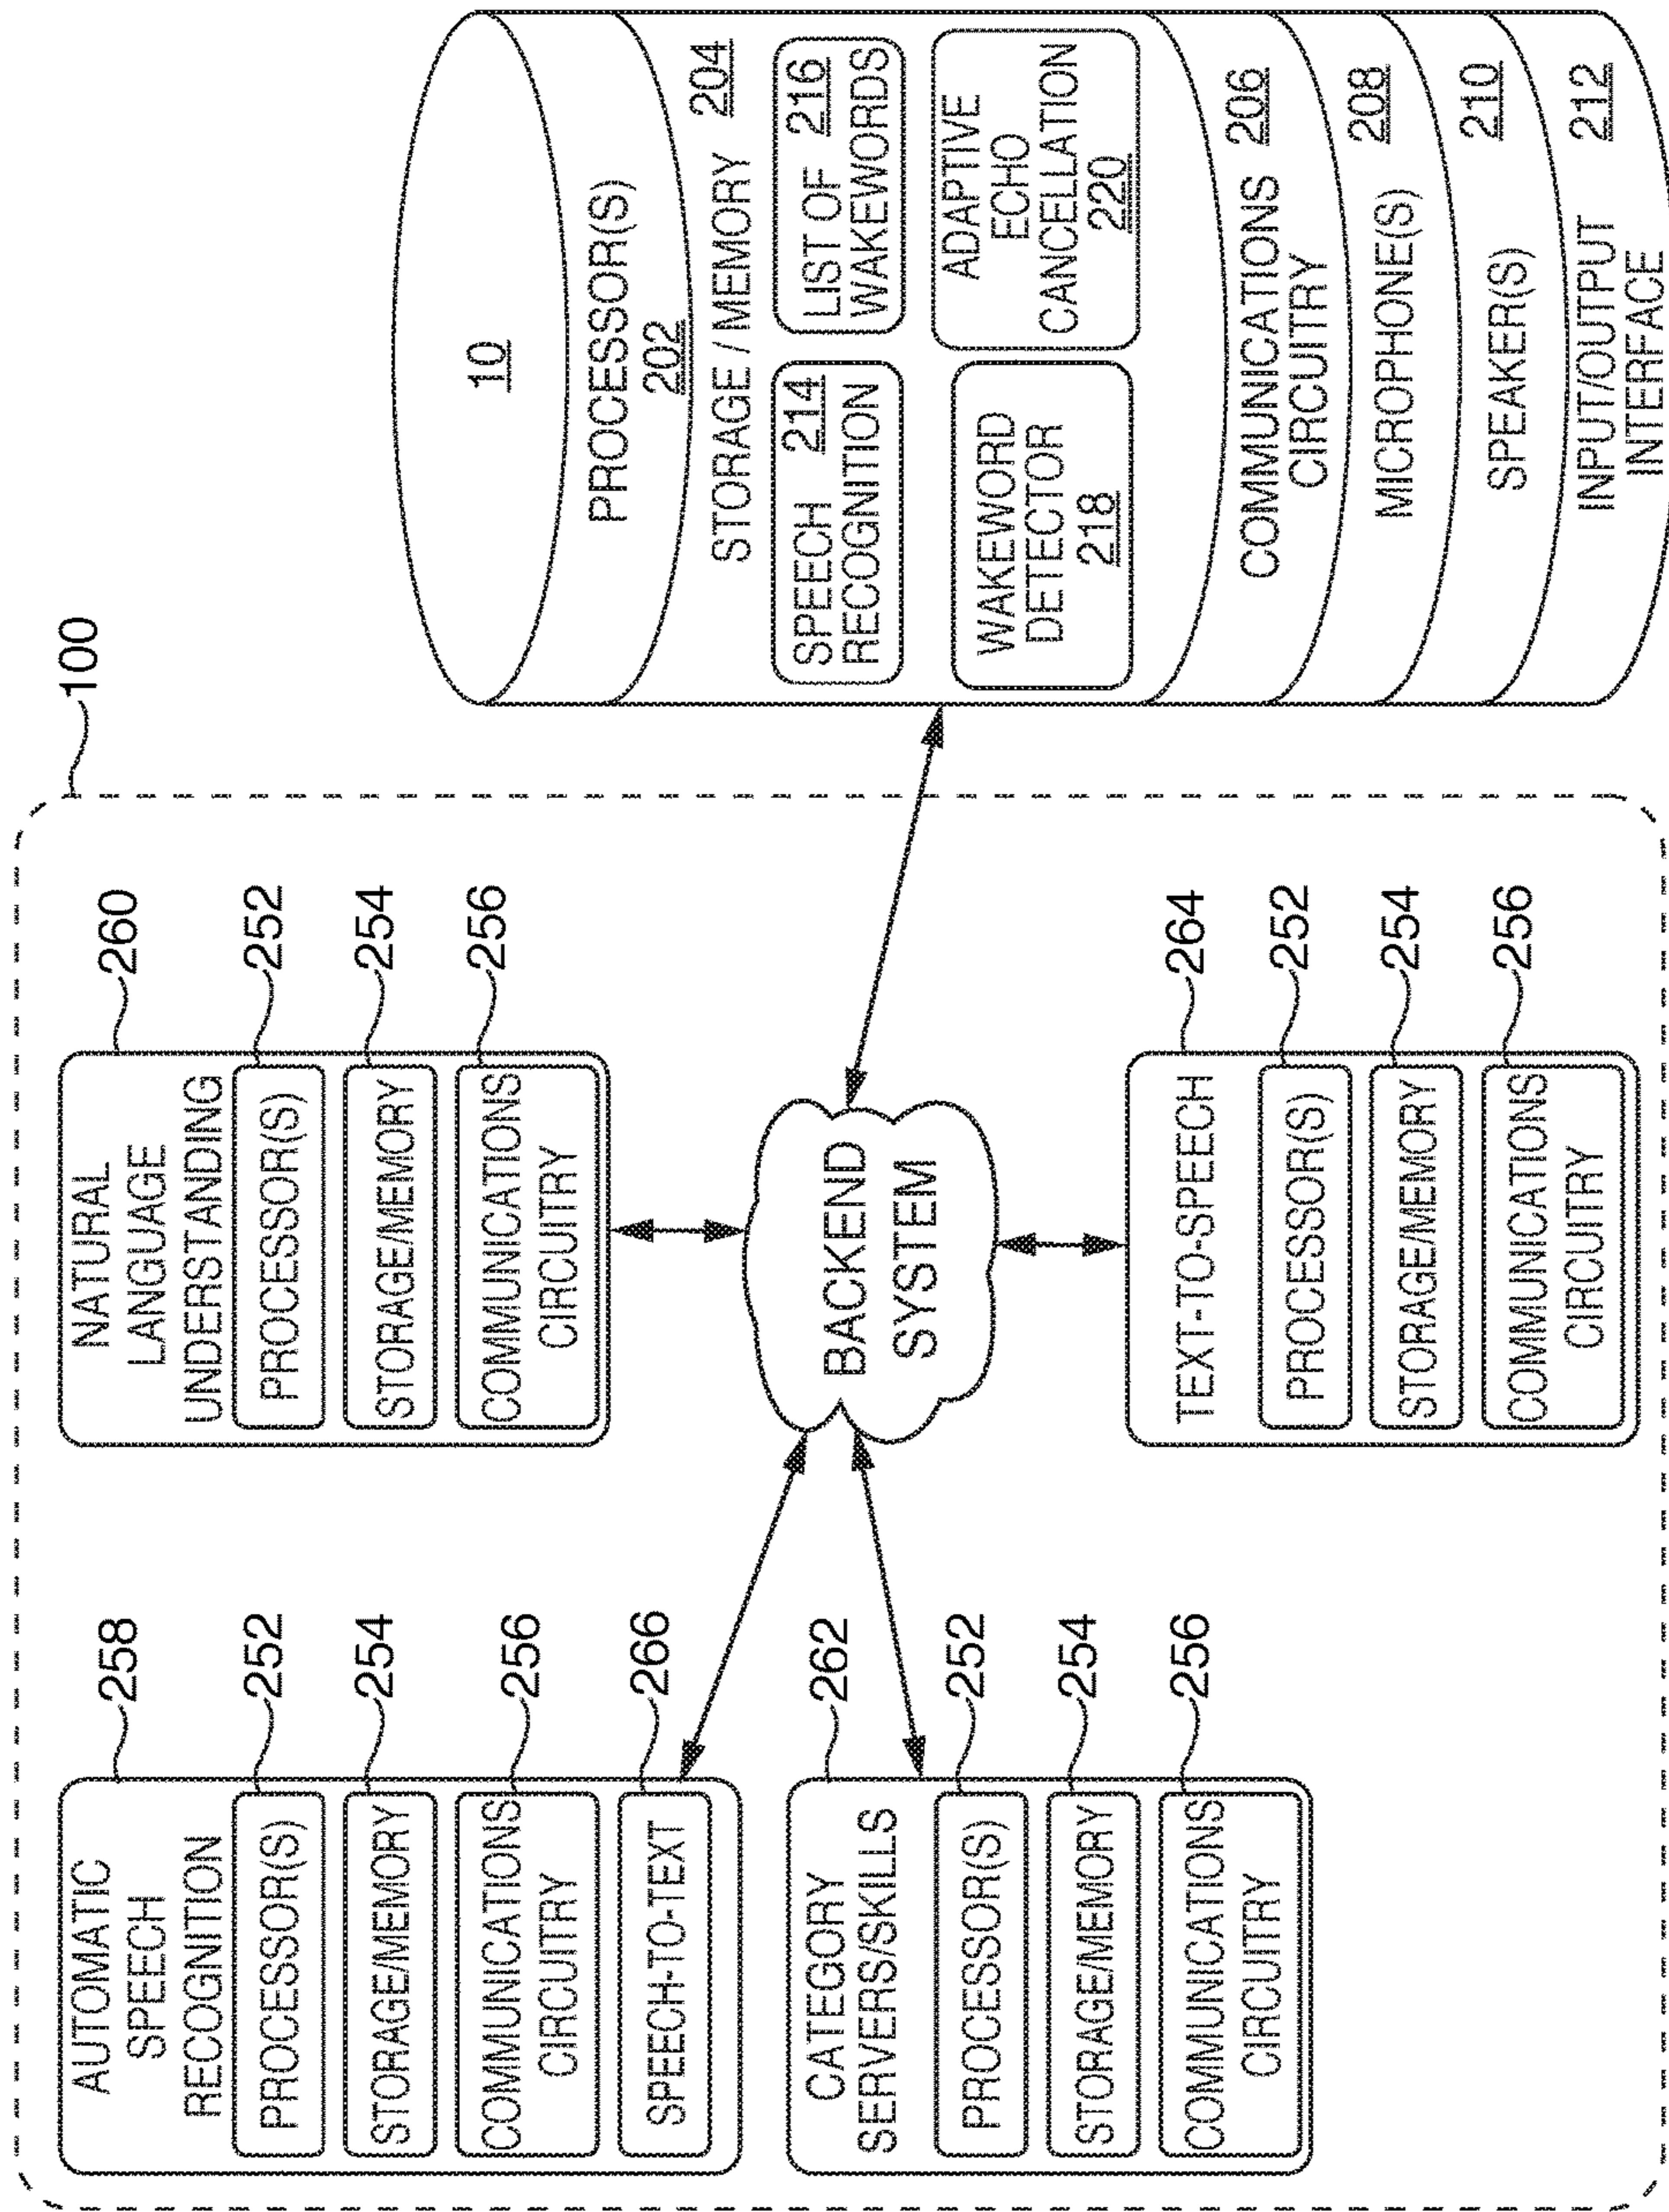 100
AUTOMATIC
SPEECH
RECOGNITION
258
PROCESSOR(S)
252
STORAGE/MEMORY
254
COMMUNICATIONS
CIRCUITRY
256
SPEECH-TO-TEXT
266
NATURAL
LANGUAGE
UNDERSTANDING
260
PROCESSOR(S)
252
STORAGE/MEMORY
254
COMMUNICATIONS
CIRCUITRY
256
CATEGORY
SERVERS/SKILLS
262
PROCESSOR(S)
252
STORAGE/MEMORY
254
COMMUNICATIONS
CIRCUITRY
256
BACKEND
SYSTEM
TEXT-TO-SPEECH
264
PROCESSOR(S)
252
STORAGE/MEMORY
254
COMMUNICATIONS
CIRCUITRY
256
10
PROCESSOR(S)
202
STORAGE / MEMORY 204
SPEECH 214
RECOGNITION
LIST OF 216
WAKEWORDS
WAKEWORD
DETECTOR
218
ADAPTIVE
ECHO
CANCELLATION
220
COMMUNICATIONS 206
CIRCUITRY
MICROPHONE(S) 208
SPEAKER(S) 210
INPUT/OUTPUT 212
INTERFACE